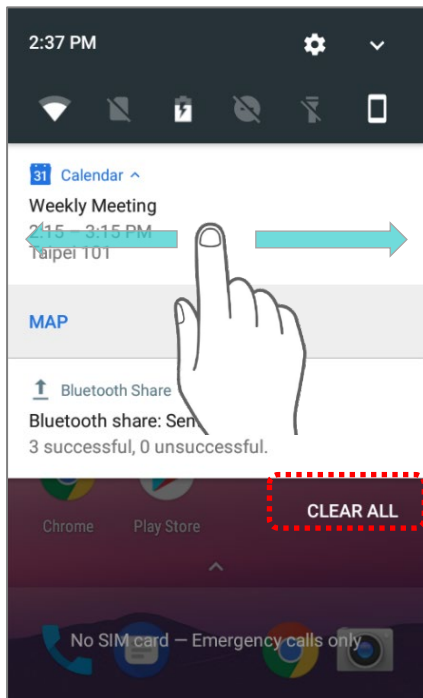 2:37 PM
31 Calendar
Weekly Meeting
2:15 – 3:15 PM
Taipei 101
MAP
Bluetooth Share
Bluetooth share: Sen
3 successful, 0 unsuccessful.
CLEAR ALL
Chrome Play Store
No SIM card — Emergency calls only